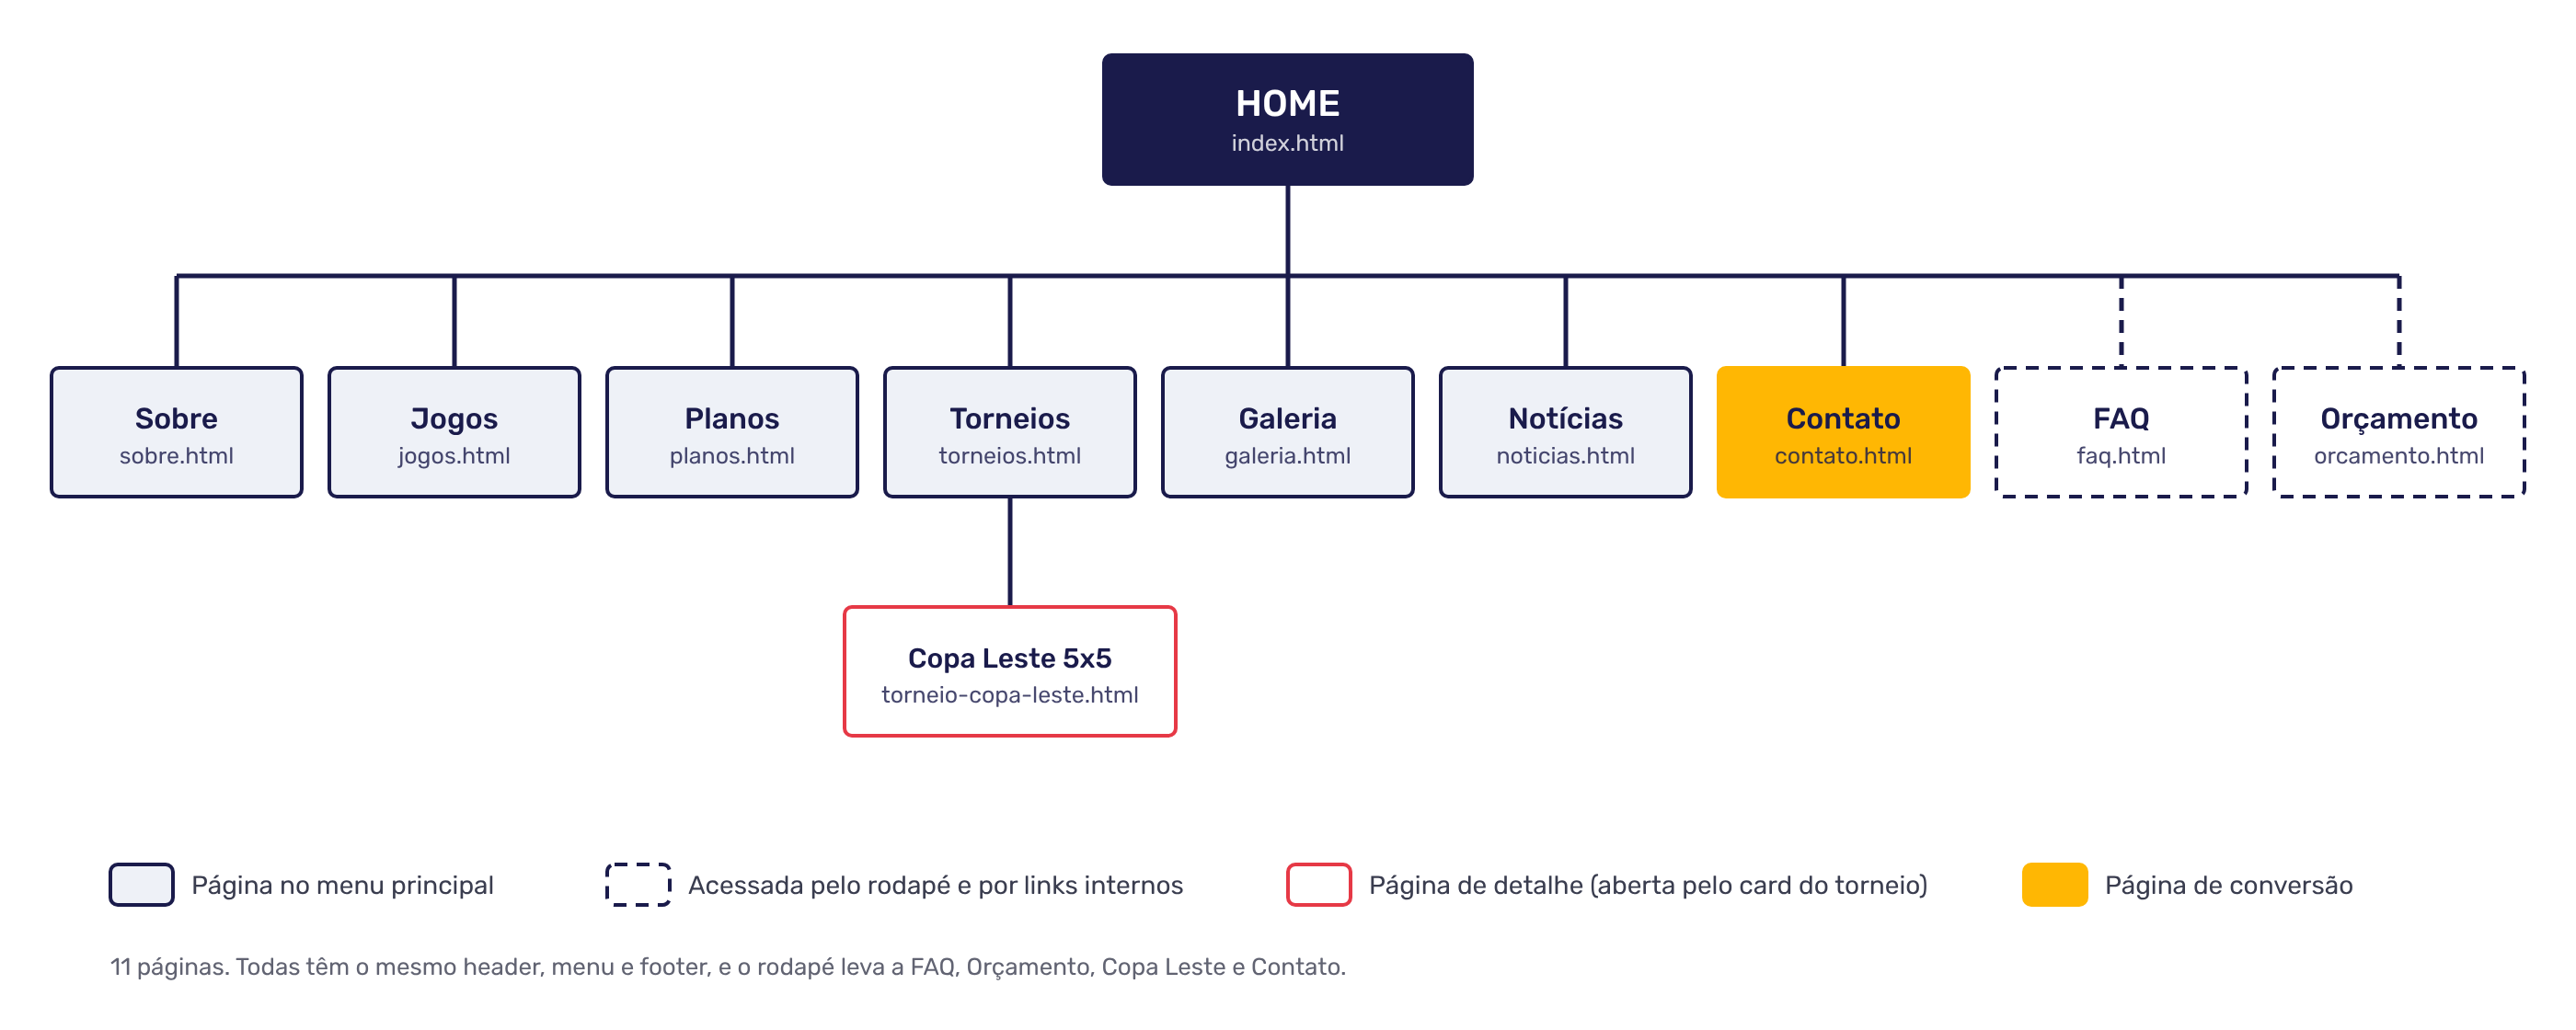 HOME
index.html
Sobre
sobre.html
Jogos
jogos.html
Planos
planos.html
Torneios
torneios.html
Galeria
galeria.html
Notícias
noticias.html
Contato
contato.html
FAQ
faq.html
Orçamento
orcamento.html
Copa Leste 5x5
torneio-copa-leste.html
Página no menu principal
Acessada pelo rodapé e por links internos
Página de detalhe (aberta pelo card do torneio)
Página de conversão
11 páginas. Todas têm o mesmo header, menu e footer, e o rodapé leva a FAQ, Orçamento, Copa Leste e Contato.